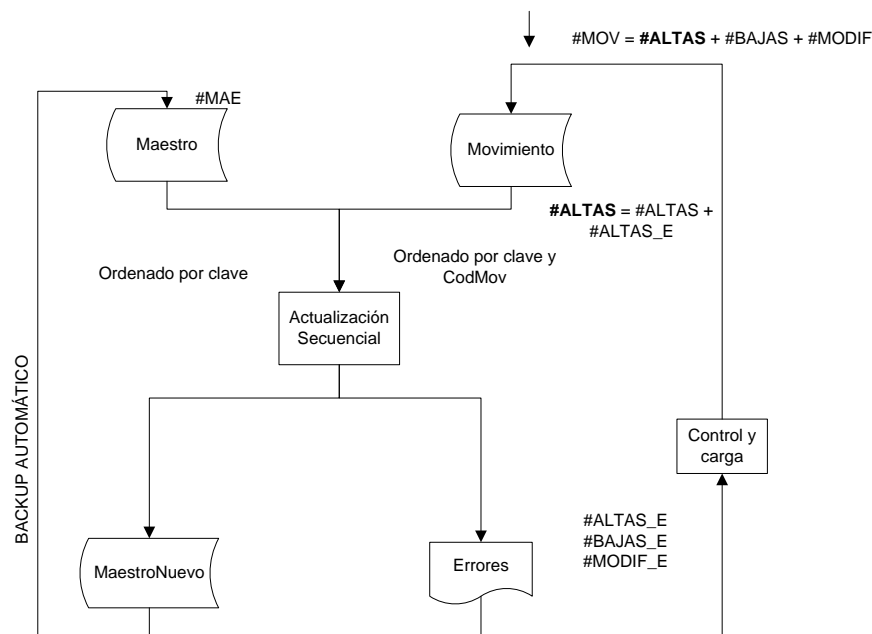 #MOV = #ALTAS + #BAJAS + #MODIF
#MAE
Maestro
Movimiento
#ALTAS = #ALTAS +
#ALTAS_E
Ordenado por clave
Ordenado por clave y
CodMov
Actualización
Secuencial
BACKUP AUTOMÁTICO
Control y
carga
#ALTAS_E
#BAJAS_E
#MODIF_E
MaestroNuevo
Errores